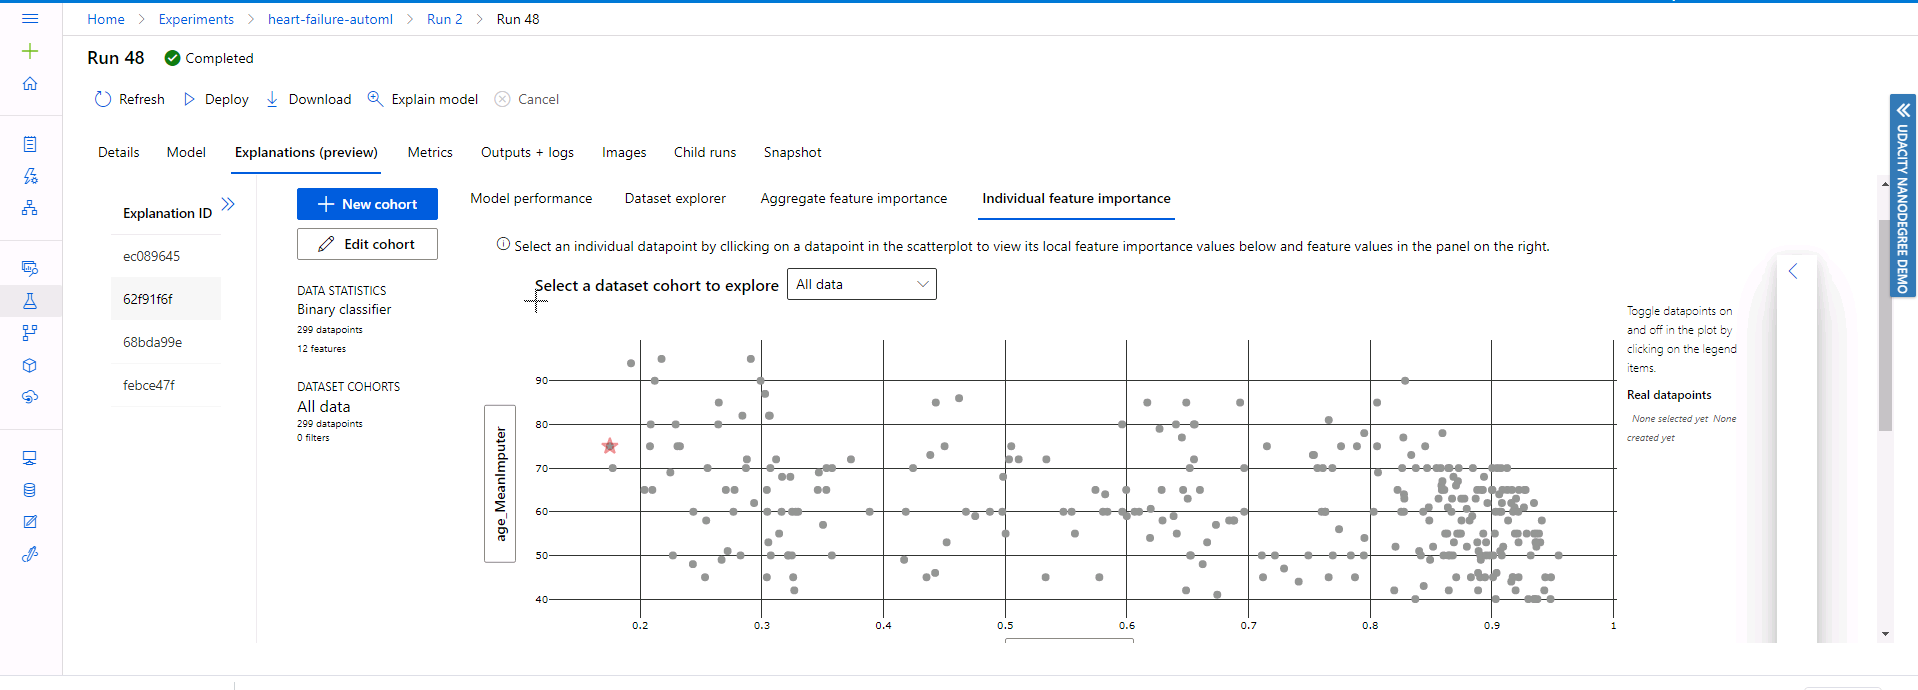 Home > Experiments > heart-failure-automl > Run 2 > Run 48
Run 48 Completed
Refresh Deploy Download Explain model Cancel
Details Model Explanations (preview) Metrics Outputs + logs Images Child runs Snapshot
Explanation ID
ec089645
62f91f6f
68bda99e
febce47f
New cohort
Edit cohort
DATA STATISTICS
Binary classifier
299 datapoints
12 features
DATASET COHORTS
All data
299 datapoints
0 filters
Model performance Dataset explorer Aggregate feature importance Individual feature importance
Select an individual datapoint by cllicking on a datapoint in the scatterplot to view its local feature importance values below and feature values in the panel on the right.
Select a dataset cohort to explore All data
age_MeanImputer
90
80
70
60
50
40
0.2 0.3 0.4 0.5 0.6 0.7 0.8 0.9 1
Toggle datapoints on
and off in the plot by
clicking on the legend
items.
Real datapoints
None selected yet None
created yet
UDACITY NANODEGREE DEMO